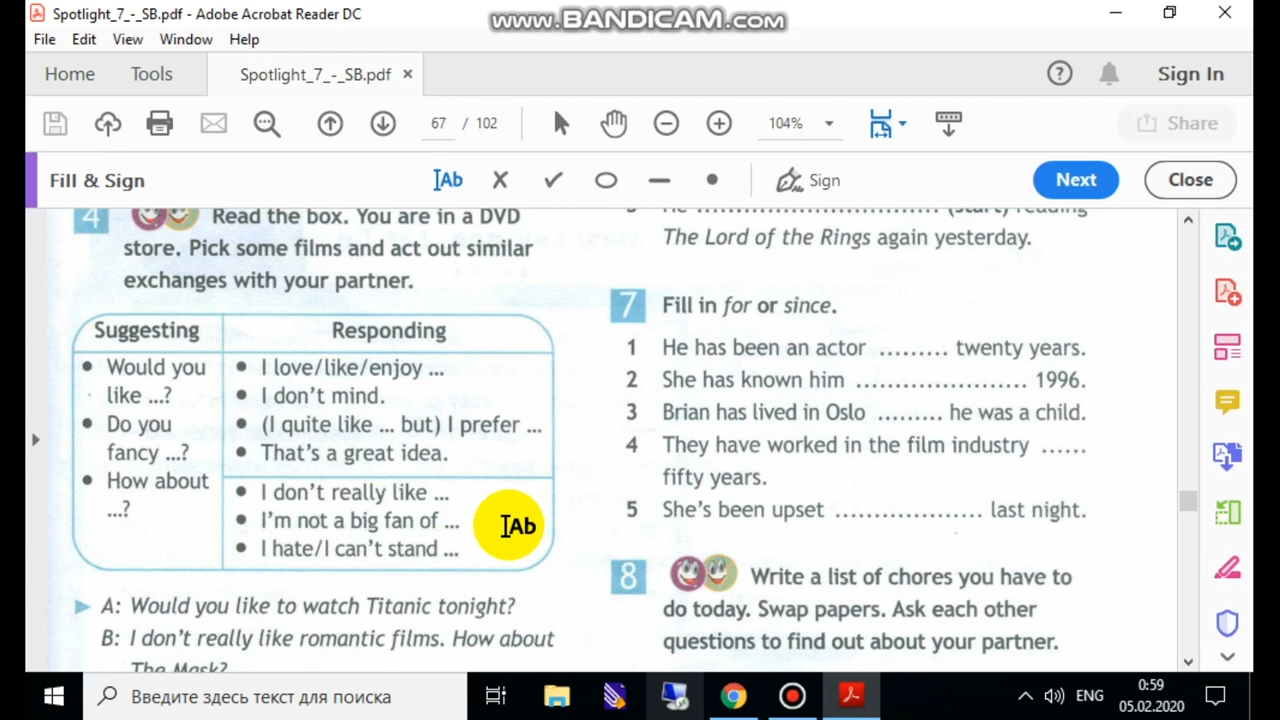 Spotlight_7_-_SB.pdf - Adobe Acrobat Reader DC
www.BANDICAM.com
File Edit View Window Help
Home Tools Spotlight_7_-_SB.pdf × Sign In
67 / 102 104% Share
Fill & Sign Ab Sign Next Close
4 Read the box. You are in a DVD
store. Pick some films and act out similar
exchanges with your partner.
Suggesting Responding
• Would you
like ...?
• Do you
fancy ...?
• How about
...?
• I love/like/enjoy ...
• I don't mind.
• (I quite like ... but) I prefer ...
• That's a great idea.
• I don't really like ...
• I'm not a big fan of ...
• I hate/I can't stand ...
Ab
A: Would you like to watch Titanic tonight?
B: I don't really like romantic films. How about
The Mask?
(start) reading
The Lord of the Rings again yesterday.
7 Fill in for or since.
1 He has been an actor ......... twenty years.
2 She has known him ...................... 1996.
3 Brian has lived in Oslo ......... he was a child.
4 They have worked in the film industry ......
fifty years.
5 She's been upset ................... last night.
8 Write a list of chores you have to
do today. Swap papers. Ask each other
questions to find out about your partner.
Введите здесь текст для поиска
ENG
0:59
05.02.2020